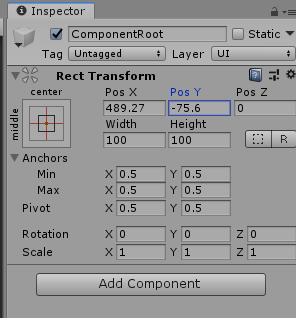 Inspector
ComponentRoot
Static
Tag Untagged Layer UI
Rect Transform
center
middle
Pos X Pos Y Pos Z
489.27 -75.6 0
Width Height
100 100
R
Anchors
Min X 0.5 Y 0.5
Max X 0.5 Y 0.5
Pivot X 0.5 Y 0.5
Rotation X 0 Y 0 Z 0
Scale X 1 Y 1 Z 1
Add Component